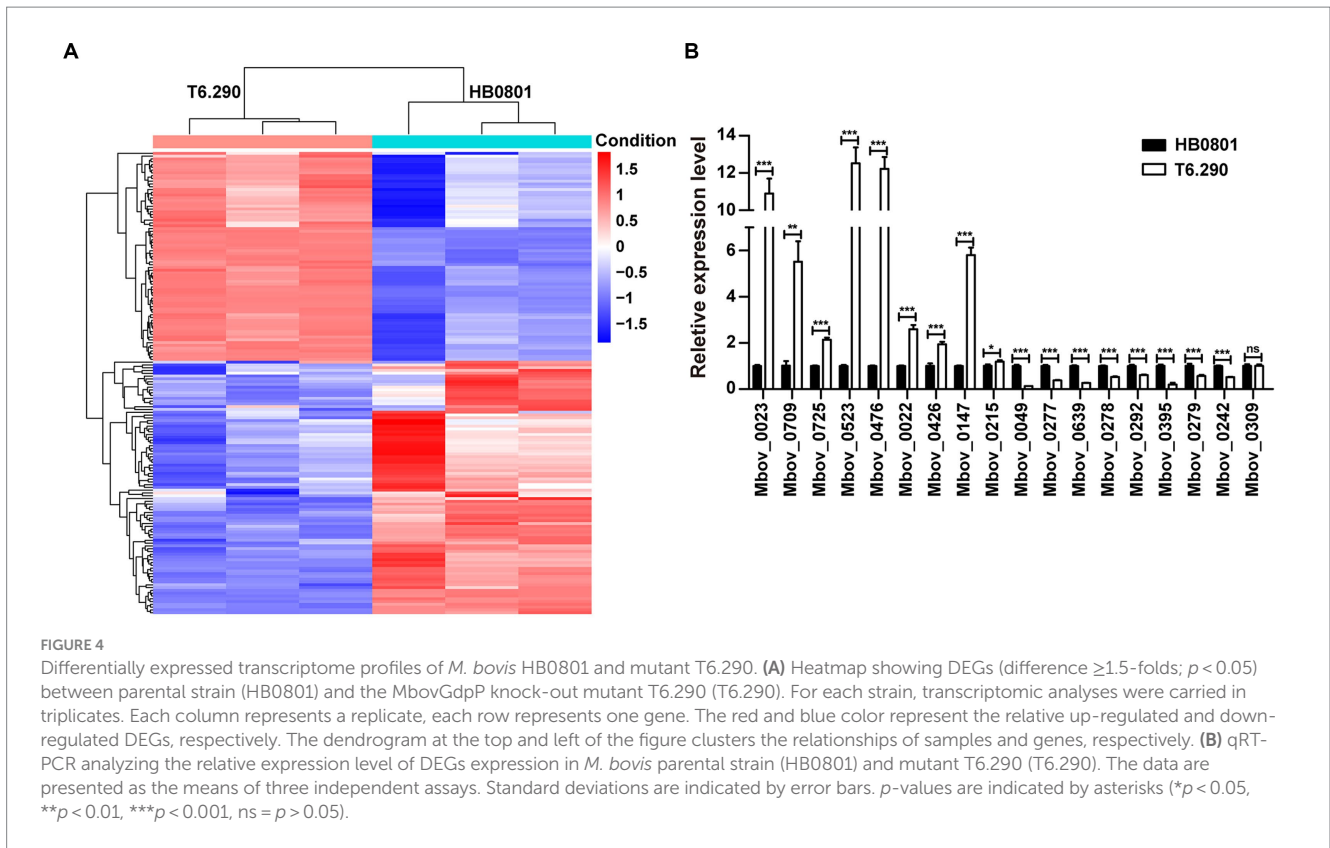 A
T6.290
HB0801
Condition
1.5
1
0.5
0
−0.5
−1
−1.5
B
Reletive expression level
14
12
10
6
4
2
0
***
**
***
***
***
***
***
***
*
***
***
***
***
***
***
***
***
ns
HB0801
T6.290
Mbov_0023
Mbov_0709
Mbov_0725
Mbov_0523
Mbov_0476
Mbov_0022
Mbov_0426
Mbov_0147
Mbov_0215
Mbov_0049
Mbov_0277
Mbov_0639
Mbov_0278
Mbov_0292
Mbov_0395
Mbov_0279
Mbov_0242
Mbov_0309
FIGURE 4
Differentially expressed transcriptome profiles of M. bovis HB0801 and mutant T6.290. (A) Heatmap showing DEGs (difference ≥1.5-folds; p < 0.05)
between parental strain (HB0801) and the MbovGdpP knock-out mutant T6.290 (T6.290). For each strain, transcriptomic analyses were carried in
triplicates. Each column represents a replicate, each row represents one gene. The red and blue color represent the relative up-regulated and down-
regulated DEGs, respectively. The dendrogram at the top and left of the figure clusters the relationships of samples and genes, respectively. (B) qRT-
PCR analyzing the relative expression level of DEGs expression in M. bovis parental strain (HB0801) and mutant T6.290 (T6.290). The data are
presented as the means of three independent assays. Standard deviations are indicated by error bars. p-values are indicated by asterisks (*p < 0.05,
**p < 0.01, ***p < 0.001, ns = p > 0.05).